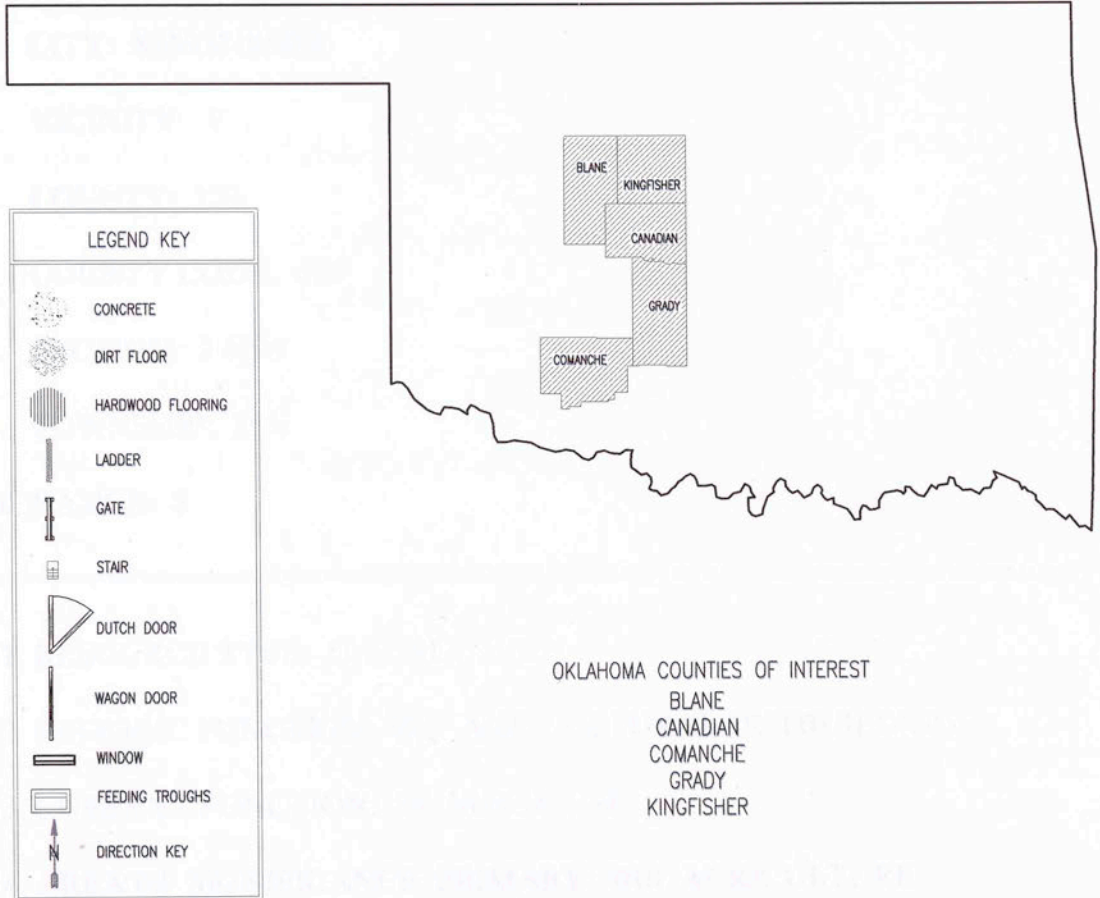 BLANE
KINGFISHER
CANADIAN
GRADY
COMANCHE
LEGEND KEY
CONCRETE
DIRT FLOOR
HARDWOOD FLOORING
LADDER
GATE
STAIR
DUTCH DOOR
WAGON DOOR
WINDOW
FEEDING TROUGHS
N
DIRECTION KEY
OKLAHOMA COUNTIES OF INTEREST
BLANE
CANADIAN
COMANCHE
GRADY
KINGFISHER